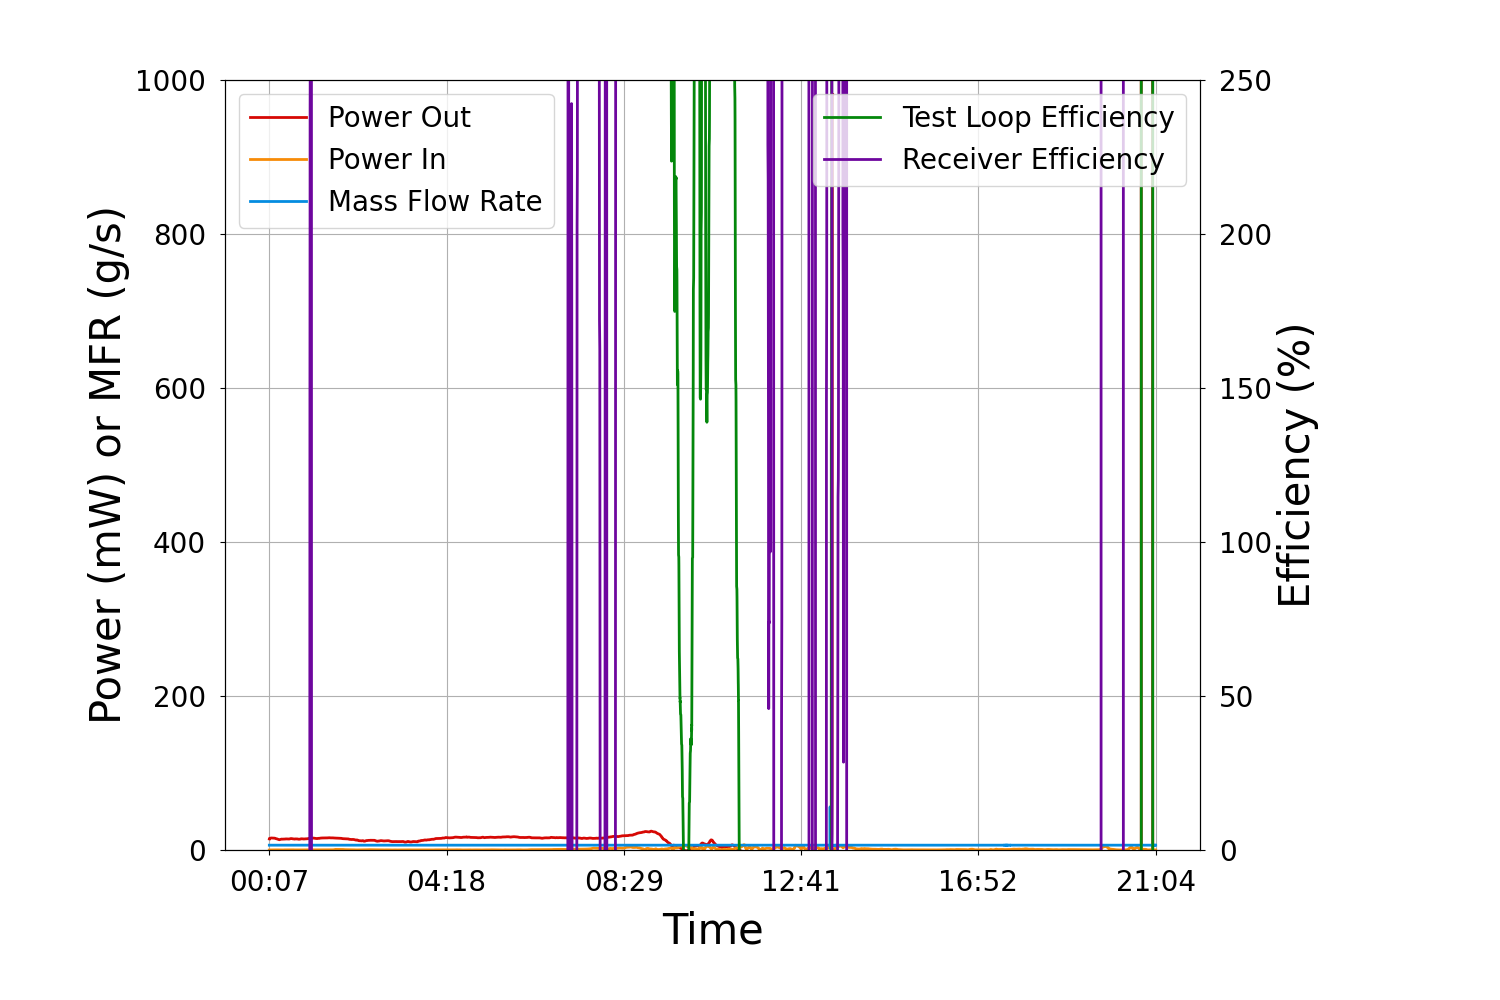 Power Out
Power In
Mass Flow Rate
Test Loop Efficiency
Receiver Efficiency
1000
800
600
400
200
0
250
200
150
100
50
0
Power (mW) or MFR (g/s)
Efficiency (%)
00:07 04:18 08:29 12:41 16:52 21:04
Time